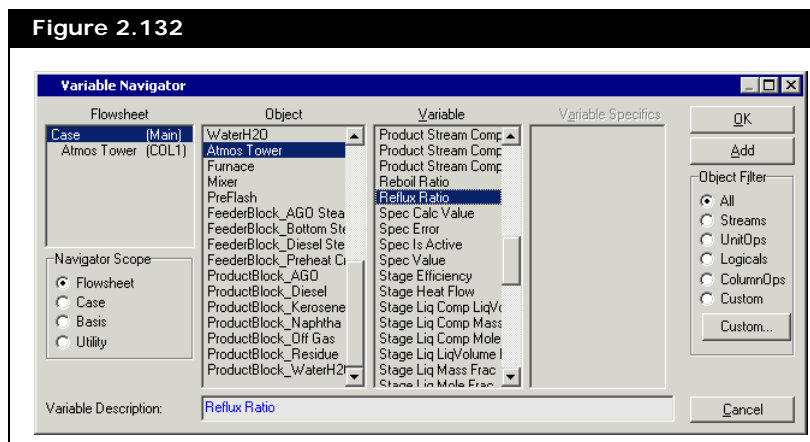 Figure 2.132
Variable Navigator
Flowsheet
Case (Main)
Atmos Tower (COL1)
Navigator Scope
Flowsheet
Case
Basis
Utility
Object
WaterH2O
Atmos Tower
Furnace
Mixer
PreFlash
FeederBlock_AGO Stea
FeederBlock_Bottom Ste
FeederBlock_Diesel Ste
FeederBlock_Preheat Cr
ProductBlock_AGO
ProductBlock_Diesel
ProductBlock_Kerosene
ProductBlock_Naphtha
ProductBlock_Off Gas
ProductBlock_Residue
ProductBlock_WaterH2
Variable
Product Stream Comp
Product Stream Comp
Product Stream Comp
Reboil Ratio
Reflux Ratio
Spec Calc Value
Spec Error
Spec Is Active
Spec Value
Stage Efficiency
Stage Heat Flow
Stage Liq Comp LiqVo
Stage Liq Comp Mass
Stage Liq Comp Mole
Stage Liq LiqVolume
Stage Liq Mass Frac
Stage Liq Mole Frac
Variable Specifics
OK
Add
Object Filter
All
Streams
UnitOps
Logicals
ColumnOps
Custom
Custom...
Variable Description:
Reflux Ratio
Cancel